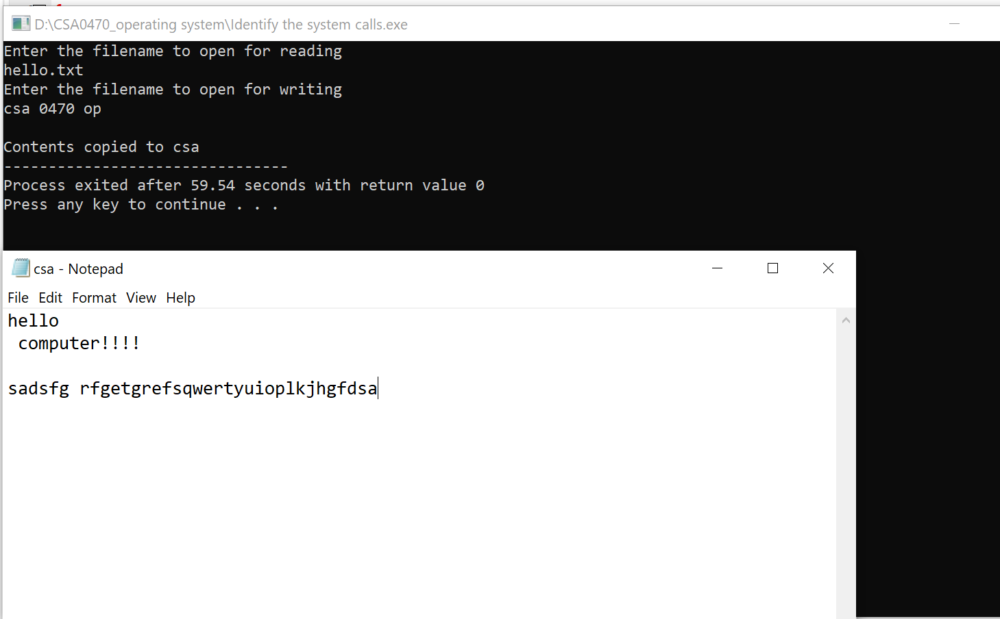 D:\CSA0470_operating system\Identify the system calls.exe
Enter the filename to open for reading
hello.txt
Enter the filename to open for writing
csa 0470 op
Contents copied to csa
--------------------------------
Process exited after 59.54 seconds with return value 0
Press any key to continue . . .
csa - Notepad
File Edit Format View Help
hello
computer!!!!
sadsfg rfgetgrefsqwertyuioplkjhgfdsa